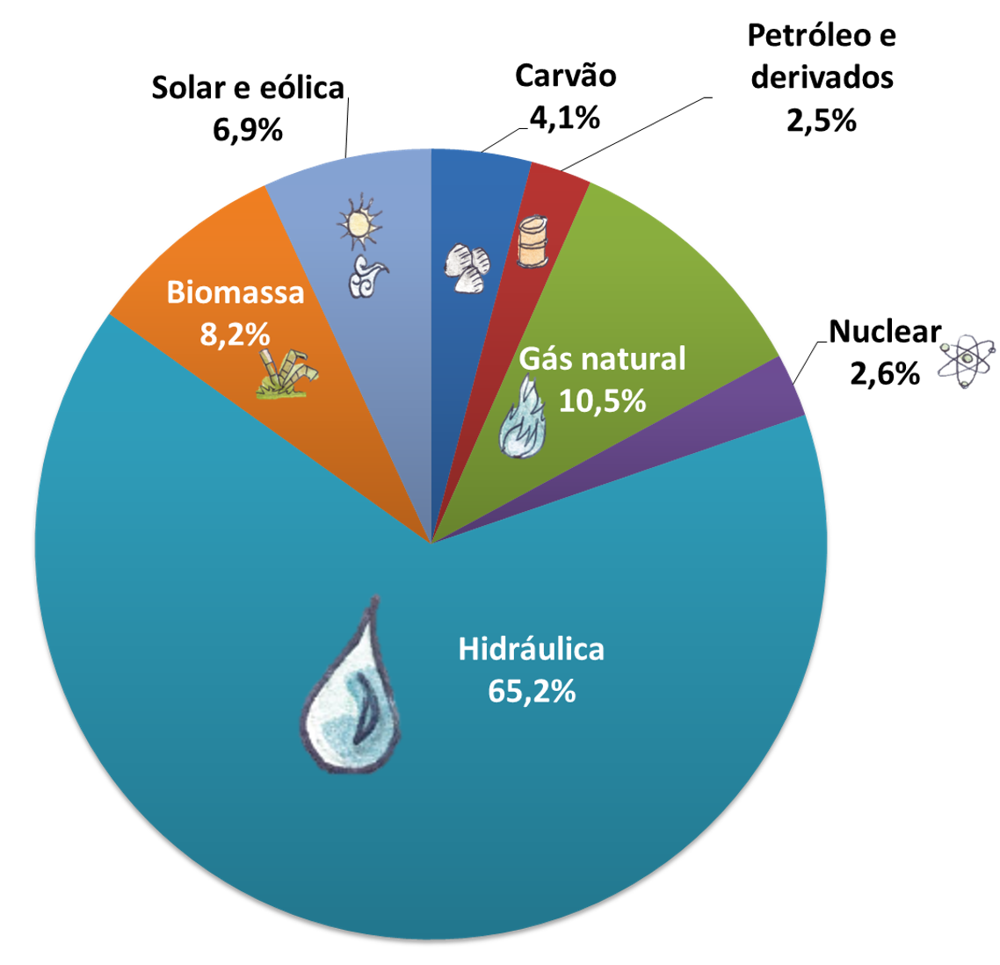 Petróleo e
derivados
2,5%
Carvão
4,1%
Solar e eólica
6,9%
Biomassa
8,2%
Gás natural
10,5%
Nuclear
2,6%
Hidráulica
65,2%